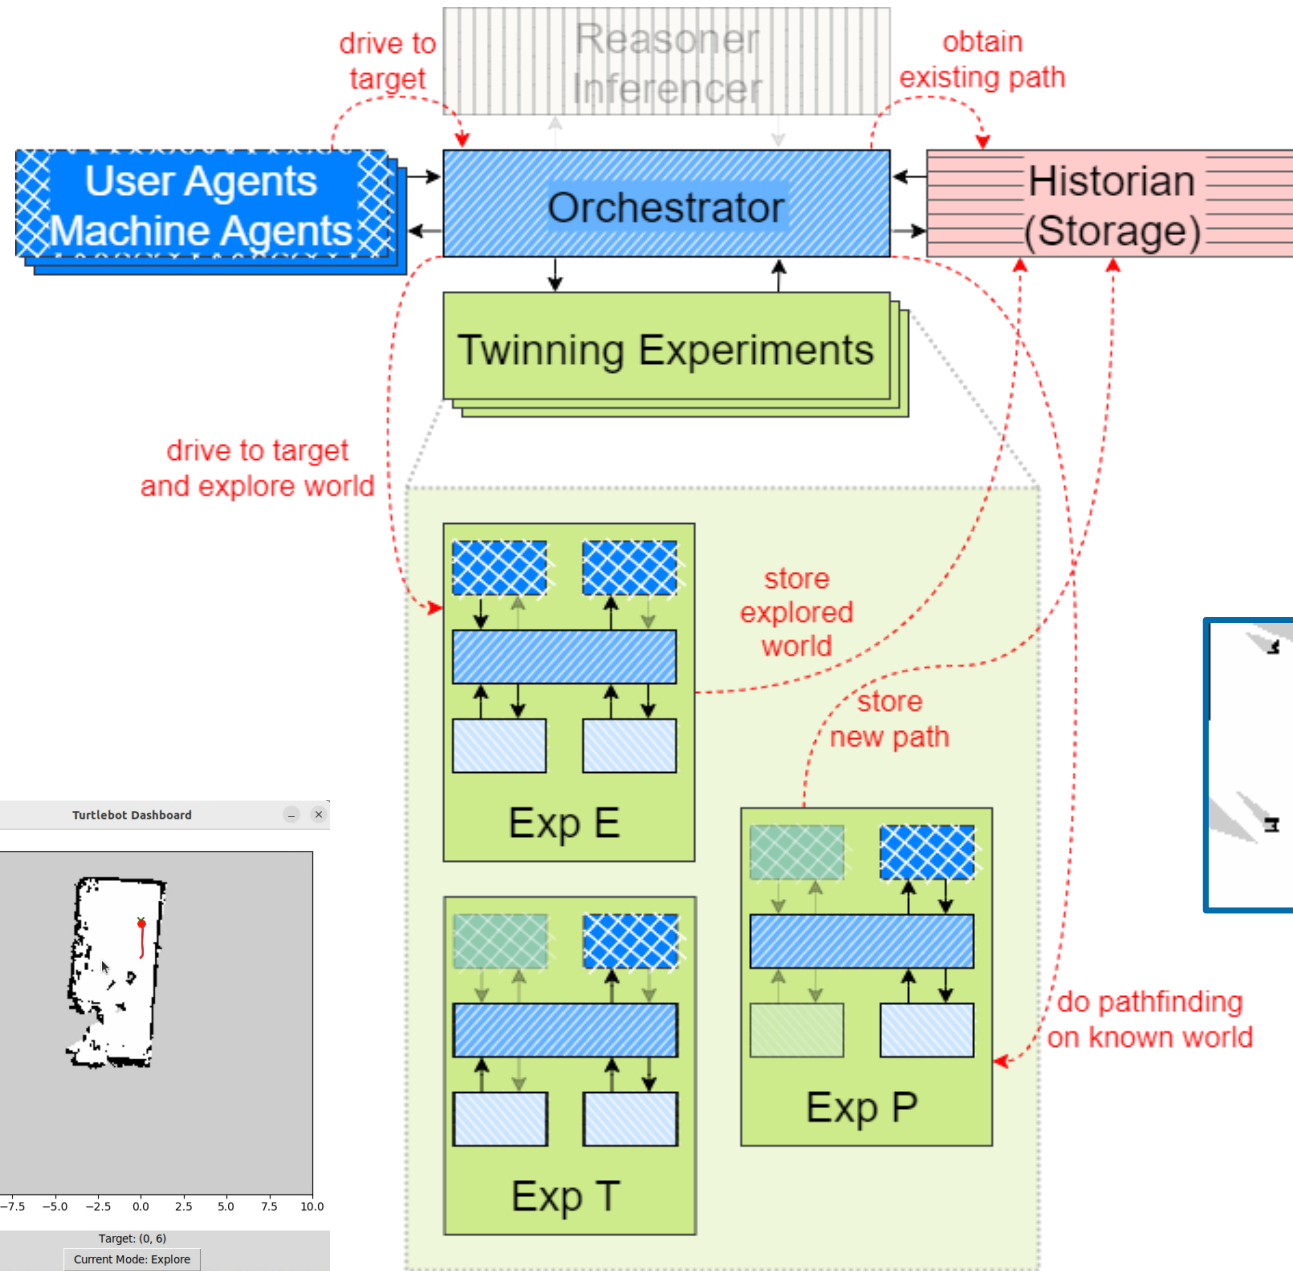 drive to
target
Reasoner
Inferencer
obtain
existing path
User Agents
Machine Agents
Orchestrator
Historian
(Storage)
Twinning Experiments
drive to target
and explore world
store
explored
world
store
new path
Exp E
do pathfinding
on known world
Exp P
Exp T
Turtlebot Dashboard
−7.5 −5.0 −2.5 0.0 2.5 5.0 7.5 10.0
Target: (0, 6)
Current Mode: Explore